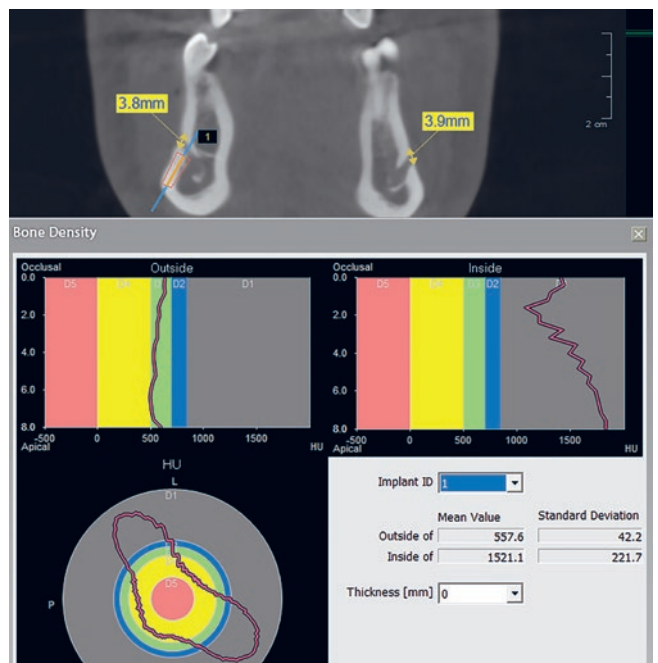 3.8mm
1
3.9mm
2 cm
Bone Density
Occlusal Outside
0.0 D5 D2 D1
2.0
4.0
6.0
8.0
-500 0 500 1000 1500
Apical HU
Occlusal Inside
0.0 D5 D3 D2
2.0
4.0
6.0
8.0
-500 0 500 1000 1500
Apical HU
HU
L
D1
D5
P
Implant ID 1
Mean Value Standard Deviation
Outside of 557.6 42.2
Inside of 1521.1 221.7
Thickness [mm] 0